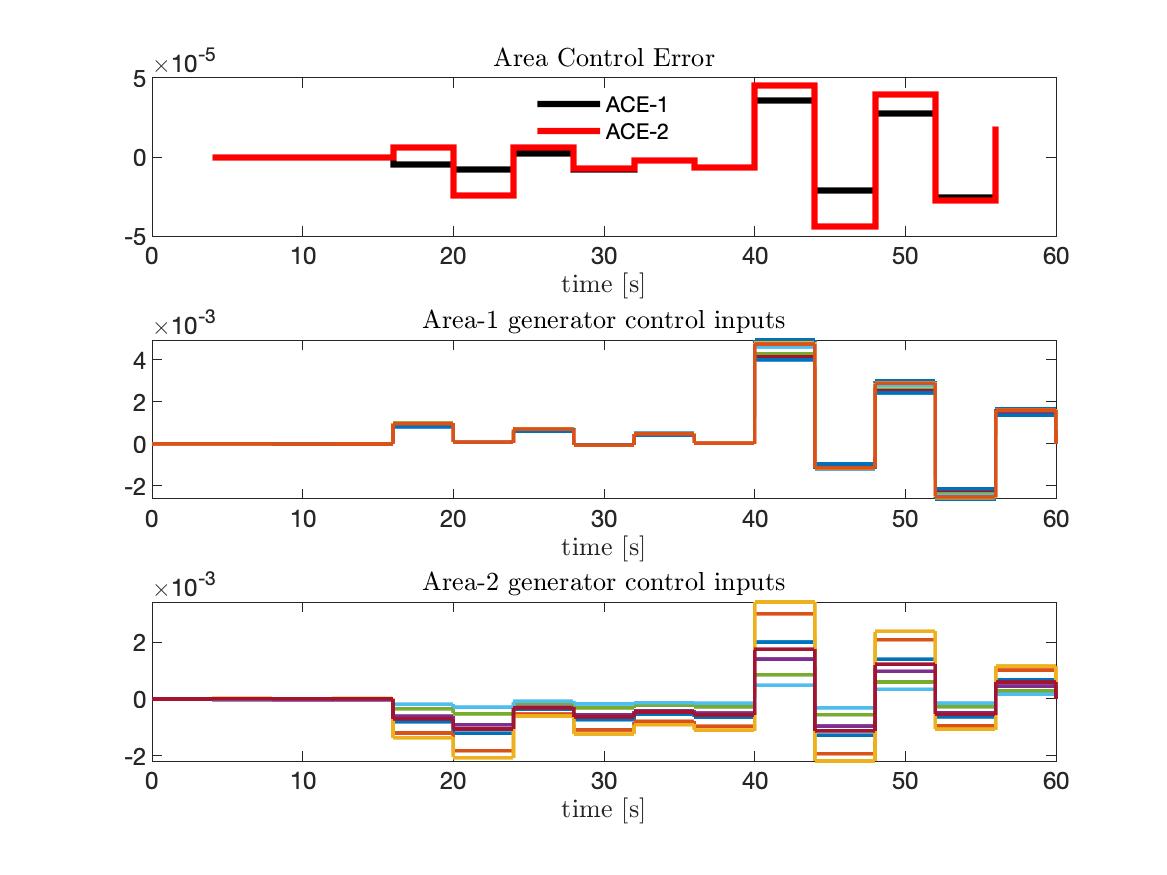 Area Control Error
×10-5
5
0
-5
ACE-1
ACE-2
0 10 20 30 40 50 60
time [s]
Area-1 generator control inputs
×10-3
4
2
0
-2
0 10 20 30 40 50 60
time [s]
Area-2 generator control inputs
×10-3
2
0
-2
0 10 20 30 40 50 60
time [s]